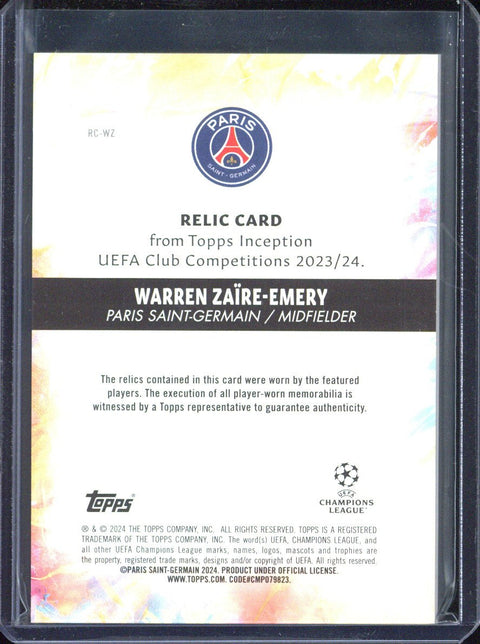 RC-WZ
PARIS
SAINT-GERMAIN
RELIC CARD
from Topps Inception
UEFA Club Competitions 2023/24.
WARREN ZAÏRE-EMERY
PARIS SAINT-GERMAIN / MIDFIELDER
The relics contained in this card were worn by the featured
players. The execution of all player-worn memorabilia is
witnessed by a Topps representative to guarantee authenticity.
topps
UEFA
CHAMPIONS
LEAGUE
® & © 2024 THE TOPPS COMPANY, INC. ALL RIGHTS RESERVED. TOPPS IS A REGISTERED
TRADEMARK OF THE TOPPS COMPANY, INC. The word(s) UEFA, CHAMPIONS LEAGUE, and
all other UEFA Champions League marks, names, logos, mascots and trophies are
the property, registered trade marks, designs and/or copyright of UEFA. All rights reserved.
©PARIS SAINT-GERMAIN 2024. PRODUCT UNDER OFFICIAL LICENSE.
WWW.TOPPS.COM. CODE#CMP079823.